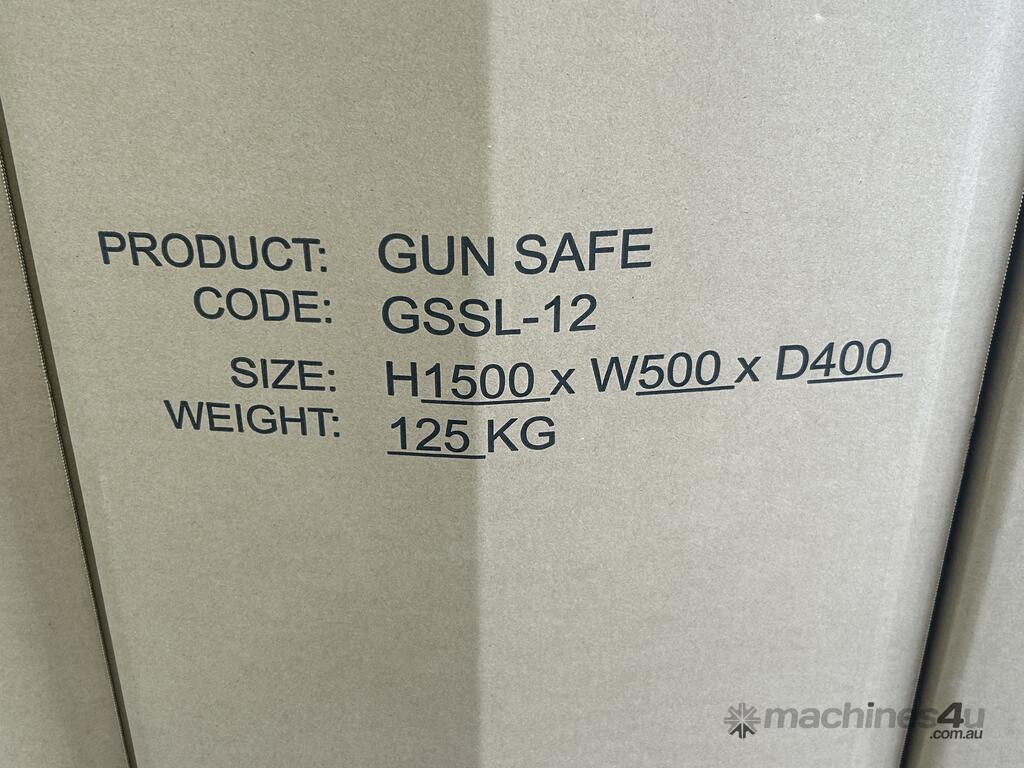 PRODUCT: GUN SAFE
CODE: GSSL-12
SIZE: H1500 x W500 x D400
WEIGHT: 125 KG
machines4u
.com.au